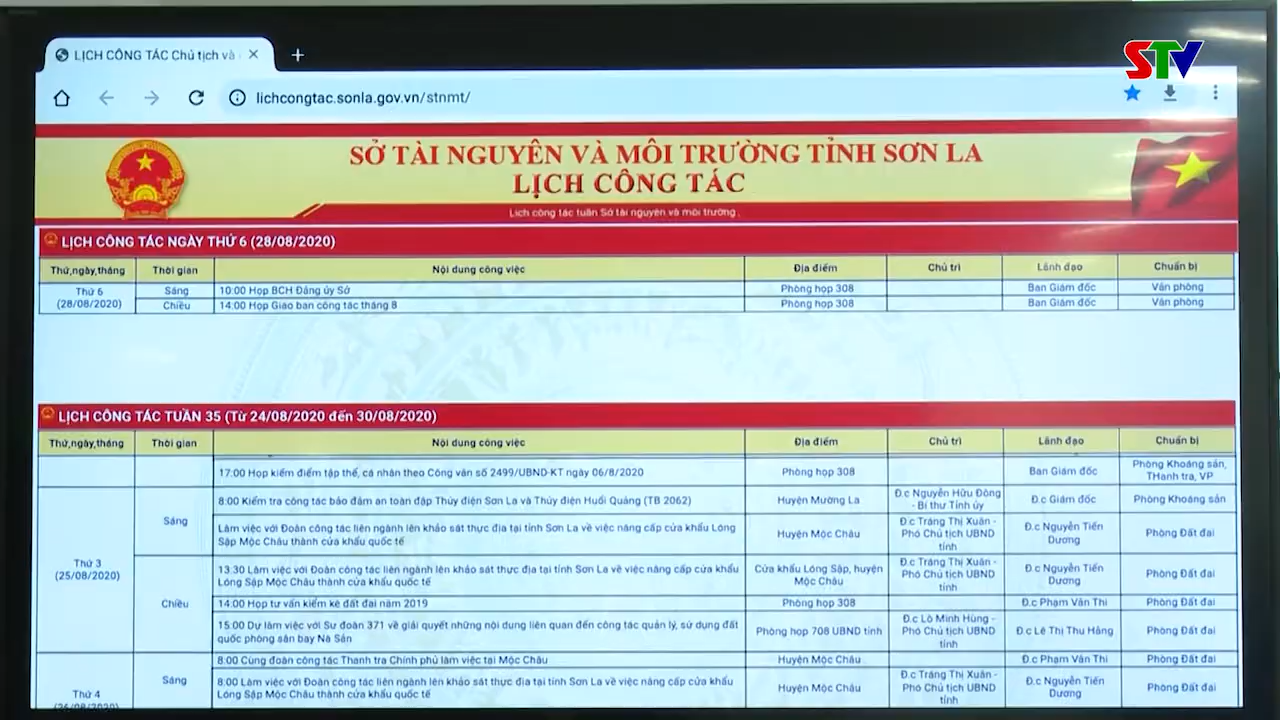 STV
LỊCH CÔNG TÁC Chủ tịch và
lichcongtac.sonla.gov.vn/stnmt/
SỞ TÀI NGUYÊN VÀ MÔI TRƯỜNG TỈNH SƠN LA
LỊCH CÔNG TÁC
Lịch công tác tuần Sở tài nguyên và môi trường .
LỊCH CÔNG TÁC NGÀY THỨ 6 (28/08/2020)
Thứ,ngày,tháng Thời gian Nội dung công việc Địa điểm Chủ trì Lãnh đạo Chuẩn bị
Thứ 6
(28/08/2020)
Sáng 10:00 Họp BCH Đảng ủy Sở Phòng họp 308 Ban Giám đốc Văn phòng
Chiều 14:00 Họp Giao ban công tác tháng 8 Phòng họp 308 Ban Giám đốc Văn phòng
LỊCH CÔNG TÁC TUẦN 35 (Từ 24/08/2020 đến 30/08/2020)
Thứ,ngày,tháng Thời gian Nội dung công việc Địa điểm Chủ trì Lãnh đạo Chuẩn bị
17:00 Họp kiểm điểm tập thể, cá nhân theo Công văn số 2499/UBND-KT ngày 06/8/2020 Phòng họp 308 Ban Giám đốc Phòng Khoáng sản,
THanh tra, VP
Thứ 3
(25/08/2020)
Sáng
8:00 Kiểm tra công tác bảo đảm an toàn đập Thủy điện Sơn La và Thủy điện Huổi Quảng (TB 2062) Huyện Mường La Đ.c Nguyễn Hữu Đông
- Bí thư Tỉnh ủy
Đ.c Giám đốc Phòng Khoáng sản
Làm việc với Đoàn công tác liên ngành lên khảo sát thực địa tại tỉnh Sơn La về việc nâng cấp cửa khẩu Lóng
Sập Mộc Châu thành cửa khẩu quốc tế
Huyện Mộc Châu
Đ.c Tráng Thị Xuân -
Phó Chủ tịch UBND
tỉnh
Đ.c Nguyễn Tiến
Dương
Phòng Đất đai
Chiều
13.30 Làm việc với Đoàn công tác liên ngành lên khảo sát thực địa tại tỉnh Sơn La về việc nâng cấp cửa khẩu
Lóng Sập Mộc Châu thành cửa khẩu quốc tế
Cửa khẩu Lóng Sập, huyện
Mộc Châu
Đ.c Tráng Thị Xuân -
Phó Chủ tịch UBND
tỉnh
Đ.c Nguyễn Tiến
Dương
Phòng Đất đai
14:00 Họp tư vấn kiểm kê đất đai năm 2019 Phòng họp 308 Đ.c Phạm Văn Thi Phòng Đất đai
15:00 Dự làm việc với Sư đoàn 371 về giải quyết những nội dung liên quan đến công tác quản lý, sử dụng đất
quốc phòng sân bay Nà Sản
Phòng họp 708 UBND tỉnh
Đ.c Lò Minh Hùng -
Phó Chủ tịch UBND
tỉnh
Đ.c Lê Thị Thu Hằng Phòng Đất đai
Thứ 4
(26/08/2020)
Sáng
8:00 Cùng đoàn công tác Thanh tra Chính phủ làm việc tại Mộc Châu Huyện Mộc Châu Đ.c Phạm Văn Thi Phòng Đất đai
8:00 Làm việc với Đoàn công tác liên ngành lên khảo sát thực địa tại tỉnh Sơn La về việc nâng cấp cửa khẩu
Lóng Sập Mộc Châu thành cửa khẩu quốc tế
Huyện Mộc Châu
Đ.c Tráng Thị Xuân -
Phó Chủ tịch UBND
tỉnh
Đ.c Nguyễn Tiến
Dương
Phòng Đất đai